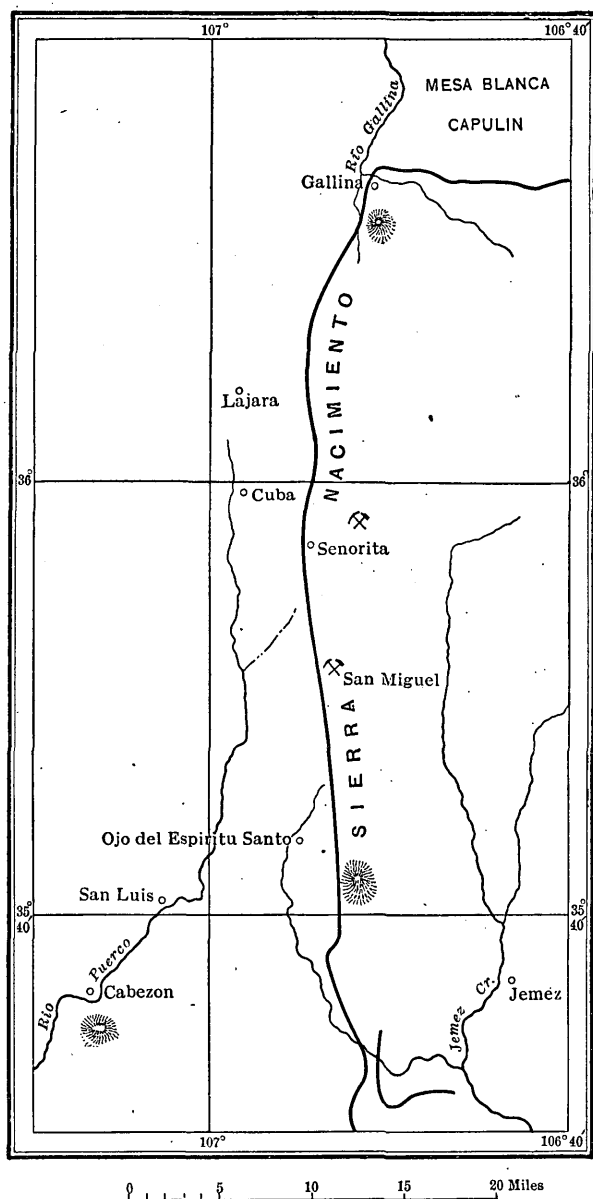 107°
106° 40'
MESA BLANCA
CAPULIN
Rio Gallina
Gallina
SIERRA NACIMIENTO
Lajara
36°
36°
Cuba
Senorita
San Miguel
Ojo del Espiritu Santo
San Luis
35°
40'
35°
40'
Rio Puerco
Cabezon
Jemez Cr.
Jemez
107°
106° 40'
0 5 10 15 20 Miles